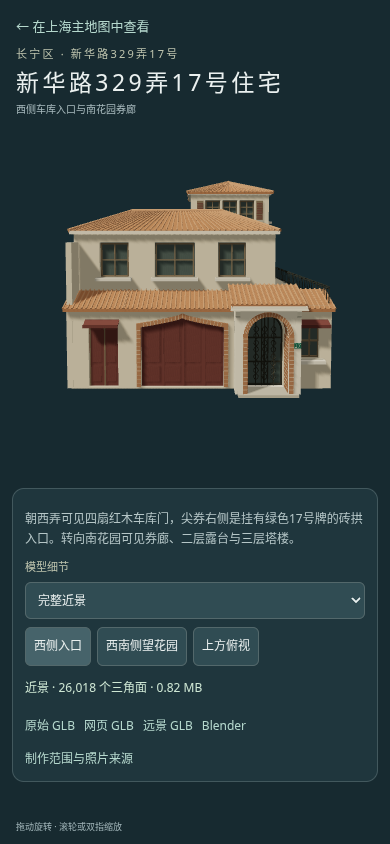 ← 在上海主地图中查看
长宁区 · 新华路329弄17号
新华路329弄17号住宅
西侧车库入口与南花园券廊
朝西弄可见四扇红木车库门，尖券右侧是挂有绿色17号牌的砖拱
入口。转向南花园可见券廊、二层露台与三层塔楼。
模型细节
完整近景
西侧入口 西南侧望花园 上方俯视
近景 · 26,018 个三角面 · 0.82 MB
原始 GLB 网页 GLB 远景 GLB Blender
制作范围与照片来源
拖动旋转 · 滚轮或双指缩放